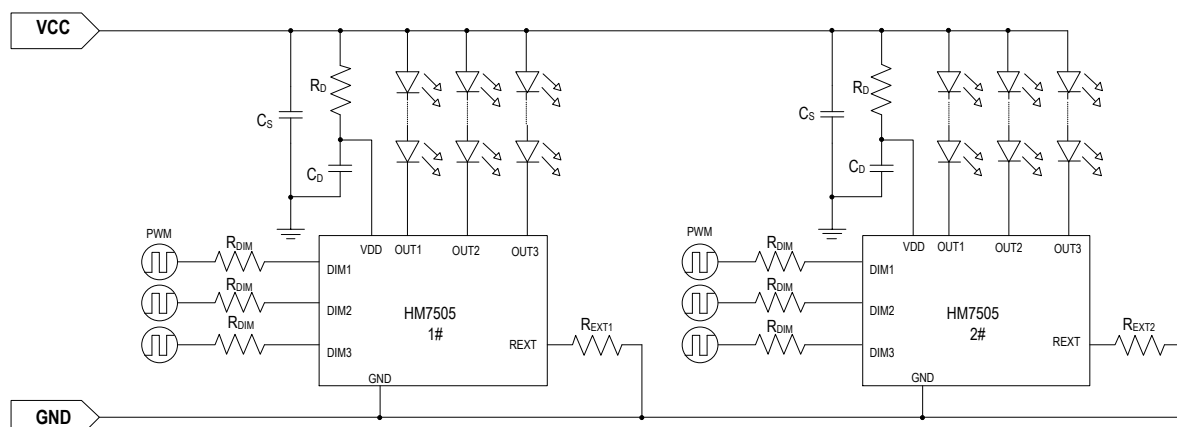 VCC
RD
CS
CD
RD
CS
CD
PWM
RDIM
RDIM
RDIM
VDD OUT1 OUT2 OUT3
DIM1
DIM2
DIM3
HM7505
1#
REXT
GND
REXT1
PWM
RDIM
RDIM
RDIM
VDD OUT1 OUT2 OUT3
DIM1
DIM2
DIM3
HM7505
2#
REXT
GND
REXT2
GND